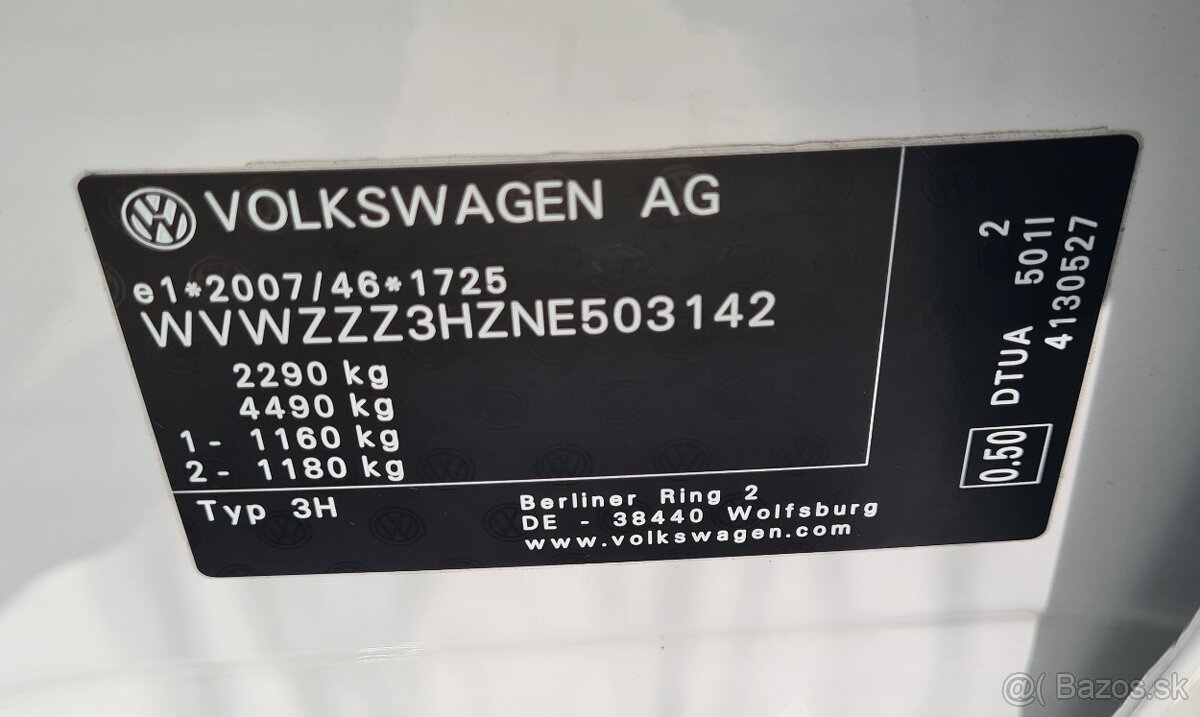 VOLKSWAGEN AG
e1*2007/46*1725
WVWZZZ3HZNE503142
2290 kg
4490 kg
1- 1160 kg
2- 1180 kg
Typ 3H
Berliner Ring 2
DE - 38440 Wolfsburg
www.volkswagen.com
2
0.50 DTUA 501I
4130527
@( Bazos.sk